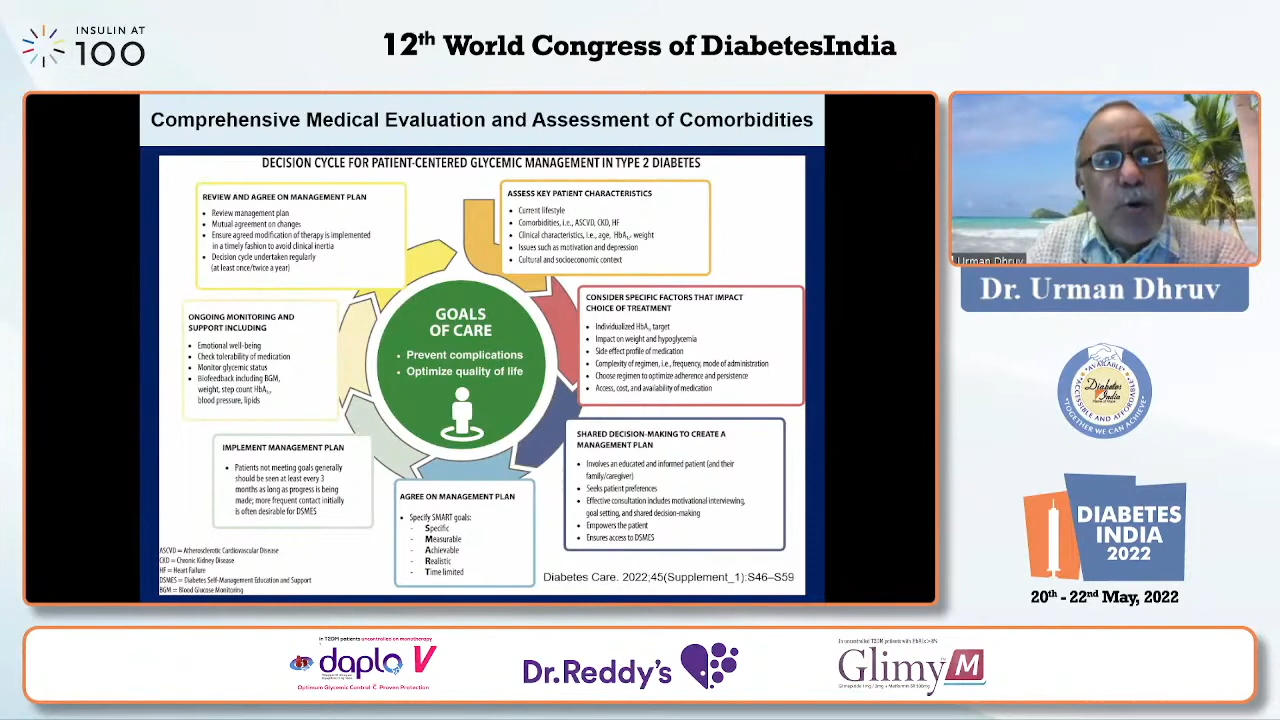 INSULIN AT
100
12th World Congress of DiabetesIndia
Comprehensive Medical Evaluation and Assessment of Comorbidities
DECISION CYCLE FOR PATIENT-CENTERED GLYCEMIC MANAGEMENT IN TYPE 2 DIABETES
REVIEW AND AGREE ON MANAGEMENT PLAN
• Review management plan
• Mutual agreement on changes
• Ensure agreed modification of therapy is implemented
in a timely fashion to avoid clinical inertia
• Decision cycle undertaken regularly
(at least once/twice a year)
ASSESS KEY PATIENT CHARACTERISTICS
• Current lifestyle
• Comorbidities, i.e., ASCVD, CKD, HF
• Clinical characteristics, i.e., age, HbA1c, weight
• Issues such as motivation and depression
• Cultural and socioeconomic context
CONSIDER SPECIFIC FACTORS THAT IMPACT
CHOICE OF TREATMENT
• Individualized HbA1c target
• Impact on weight and hypoglycemia
• Side effect profile of medication
• Complexity of regimen, i.e., frequency, mode of administration
• Choose regimen to optimize adherence and persistence
• Access, cost, and availability of medication
SHARED DECISION-MAKING TO CREATE A
MANAGEMENT PLAN
• Involves an educated and informed patient (and their
family/caregiver)
• Seeks patient preferences
• Effective consultation includes motivational interviewing,
goal setting, and shared decision-making
• Empowers the patient
• Ensures access to DSMES
AGREE ON MANAGEMENT PLAN
• Specify SMART goals:
- Specific
- Measurable
- Achievable
- Realistic
- Time limited
IMPLEMENT MANAGEMENT PLAN
• Patients not meeting goals generally
should be seen at least every 3
months as long as progress is being
made; more frequent contact initially
is often desirable for DSMES
ONGOING MONITORING AND
SUPPORT INCLUDING
• Emotional well-being
• Check tolerability of medication
• Monitor glycemic status
• Biofeedback including BGM,
weight, step count HbA1c,
blood pressure, lipids
GOALS
OF CARE
• Prevent complications
• Optimize quality of life
ASCVD = Atherosclerotic Cardiovascular Disease
CKD = Chronic Kidney Disease
HF = Heart Failure
DSMES = Diabetes Self-Management Education and Support
BGM = Blood Glucose Monitoring
Diabetes Care. 2022;45(Supplement_1):S46–S59
Urman Dhruv
Dr. Urman Dhruv
AVAILABLE
ACCESSIBLE AND AFFORDABLE
Diabetes
India
"TOGETHER WE CAN ACHIEVE"
DIABETES
INDIA
2022
20th - 22nd May, 2022
In T2DM patients uncontrolled on monotherapy
daplo V
Optimum Glycemic Control & Proven Protection
Dr.Reddy's
Glimy M